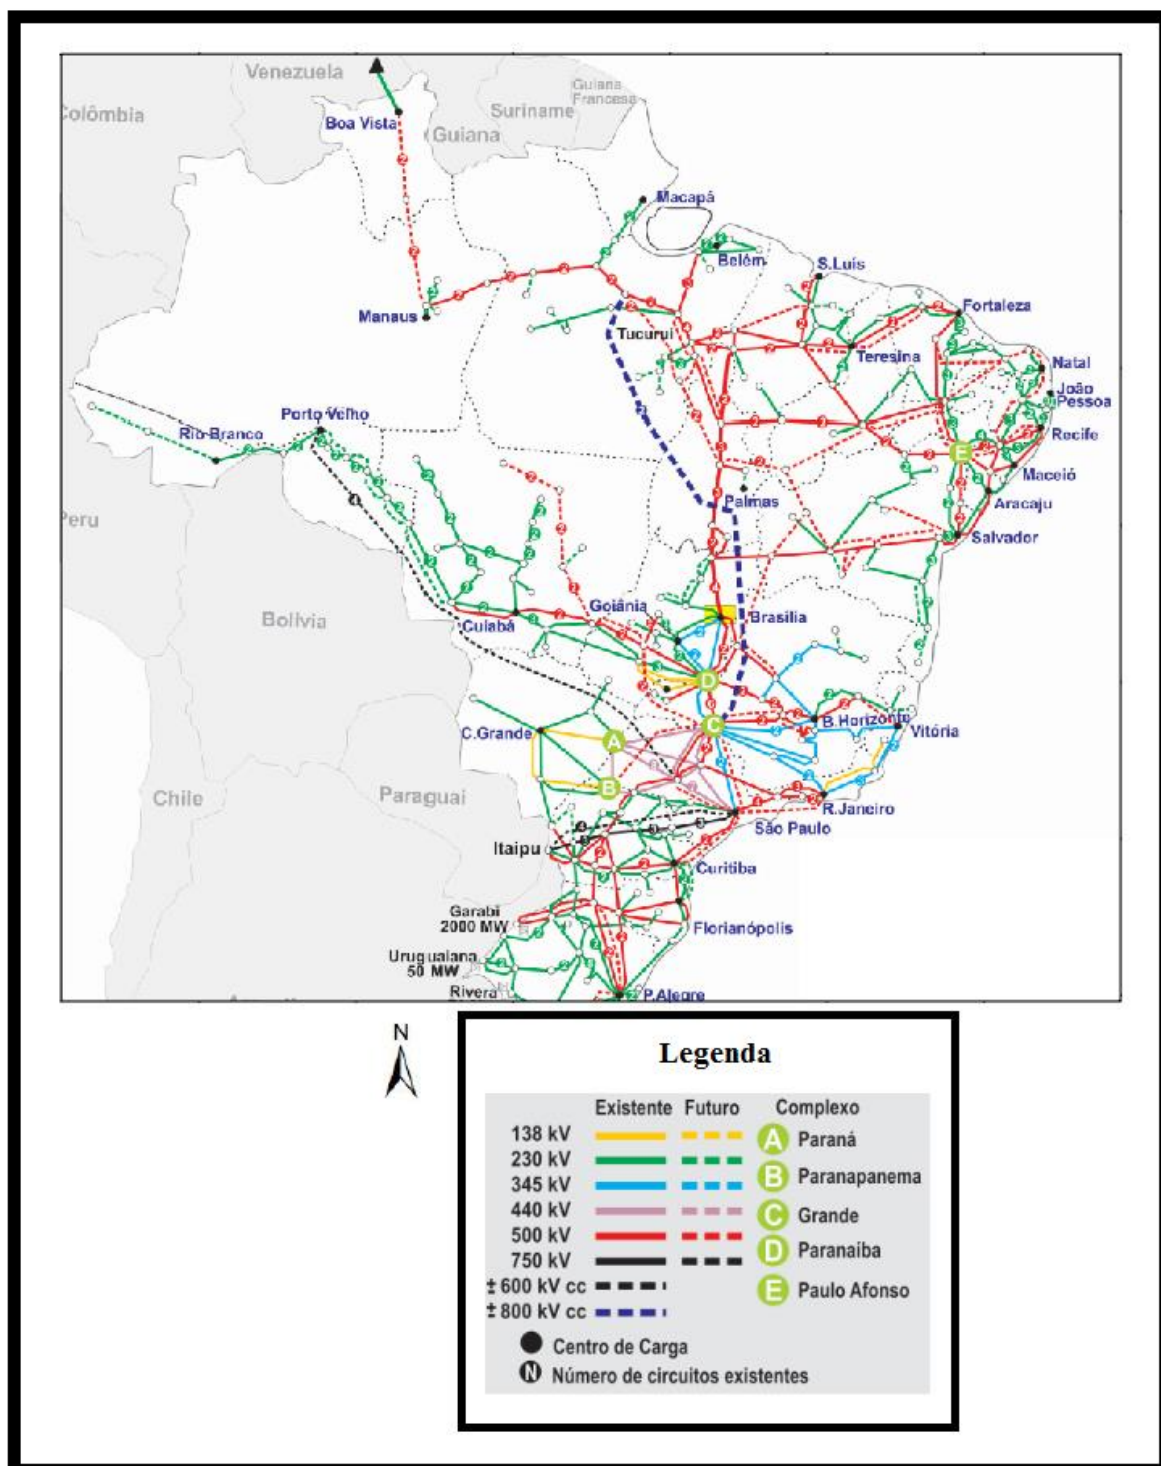 Venezuela
Guiana
Francesa
Colômbia
Suriname
Boa Vista
Guiana
Macapá
Belém
S.Luís
Fortaleza
Manaus
Tucuruí
Teresina
Natal
João
Pessoa
Porto Velho
Rio Branco
Recife
E
Maceió
Palmas
Aracaju
Peru
Salvador
Goiânia
Bolívia
Cuiabá
Brasília
D
B.Horizonte
C
Vitória
C.Grande
A
Chile
Paraguai
B
R.Janeiro
São Paulo
Itaipu
Curitiba
Garabi
2000 MW
Florianópolis
Uruguaiana
50 MW
Rivera
P.Alegre
N
Legenda
Existente Futuro Complexo
138 kV A Paraná
230 kV
345 kV B Paranapanema
440 kV C Grande
500 kV D Paranaíba
750 kV
± 600 kV cc E Paulo Afonso
± 800 kV cc
Centro de Carga
N Número de circuitos existentes